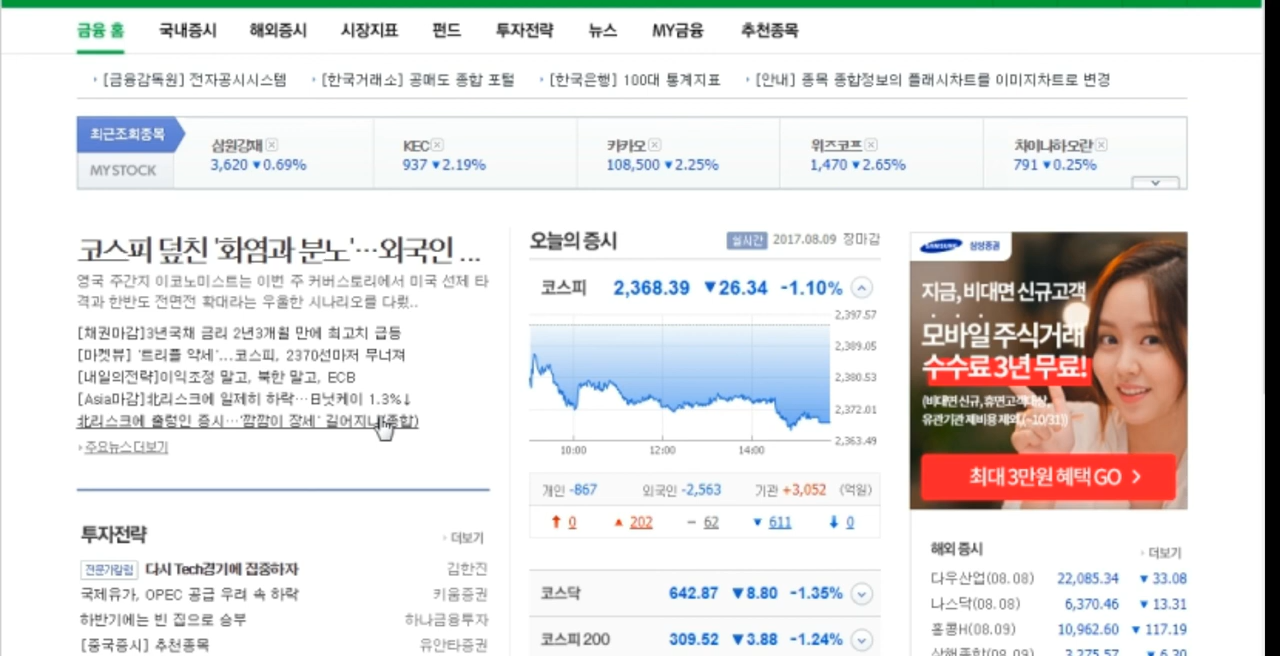 금융 홈 국내증시 해외증시 시장지표 펀드 투자전략 뉴스 MY금융 추천종목
[금융감독원] 전자공시시스템 [한국거래소] 공매도 종합 포털 [한국은행] 100대 통계지표 [안내] 종목 종합정보의 플래시차트를 이미지차트로 변경
최근조회종목
MYSTOCK
삼원강재 KEC 카카오 위즈코프 차이나하오란
3,620 ▼0.69% 937 ▼2.19% 108,500 ▼2.25% 1,470 ▼2.65% 791 ▼0.25%
코스피 덮친 '화염과 분노'…외국인 ...
영국 주간지 이코노미스트는 이번 주 커버스토리에서 미국 선제 타
격과 한반도 전면전 확대라는 우울한 시나리오를 다뤘..
[채권마감]3년국채 금리 2년3개월 만에 최고치 급등
[마켓뷰] '트리플 약세'…코스피, 2370선마저 무너져
[내일의전략]이익조정 말고, 북한 말고, ECB
[Asia마감]北리스크에 일제히 하락…日닛케이 1.3%↓
北리스크에 출렁인 증시…'깜깜이 장세' 길어지나(종합)
주요뉴스 더보기
투자전략 더보기
전문가칼럼 다시 Tech경기에 집중하자 김한진
국제유가, OPEC 공급 우려 속 하락 키움증권
하반기에는 빈 집으로 승부 하나금융투자
[중국증시] 추천종목 유안타증권
오늘의 증시 실시간 2017.08.09 장마감
코스피 2,368.39 ▼26.34 -1.10%
2,397.57
2,389.05
2,380.53
2,372.01
2,363.49
10:00 12:00 14:00
개인 -867 외국인 -2,563 기관 +3,052 (억원)
↑ 0 ▲ 202 － 62 ▼ 611 ↓ 0
코스닥 642.87 ▼8.80 -1.35%
코스피 200 309.52 ▼3.88 -1.24%
SAMSUNG 삼성증권
지금, 비대면 신규고객
모바일 주식거래
수수료 3년 무료!
(비대면 신규, 휴면고객대상,
유관기관 제비용 제외, (~10/31))
최대 3만원 혜택 GO >
해외 증시 더보기
다우산업(08.08) 22,085.34 ▼ 33.08
나스닥(08.08) 6,370.46 ▼ 13.31
홍콩H(08.09) 10,962.60 ▼ 117.19
상해종합(08.09) 3,275.57 ▼ 6.30